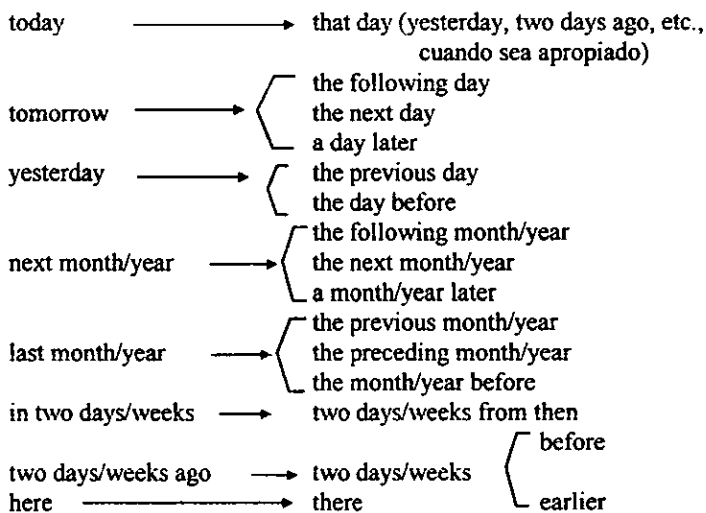 today that day (yesterday, two days ago, etc.,
cuando sea apropiado)
the following day
tomorrow the next day
a day later
yesterday the previous day
the day before
the following month/year
next month/year the next month/year
a month/year later
the previous month/year
last month/year the preceding month/year
the month/year before
in two days/weeks two days/weeks from then
before
two days/weeks ago two days/weeks
here there earlier